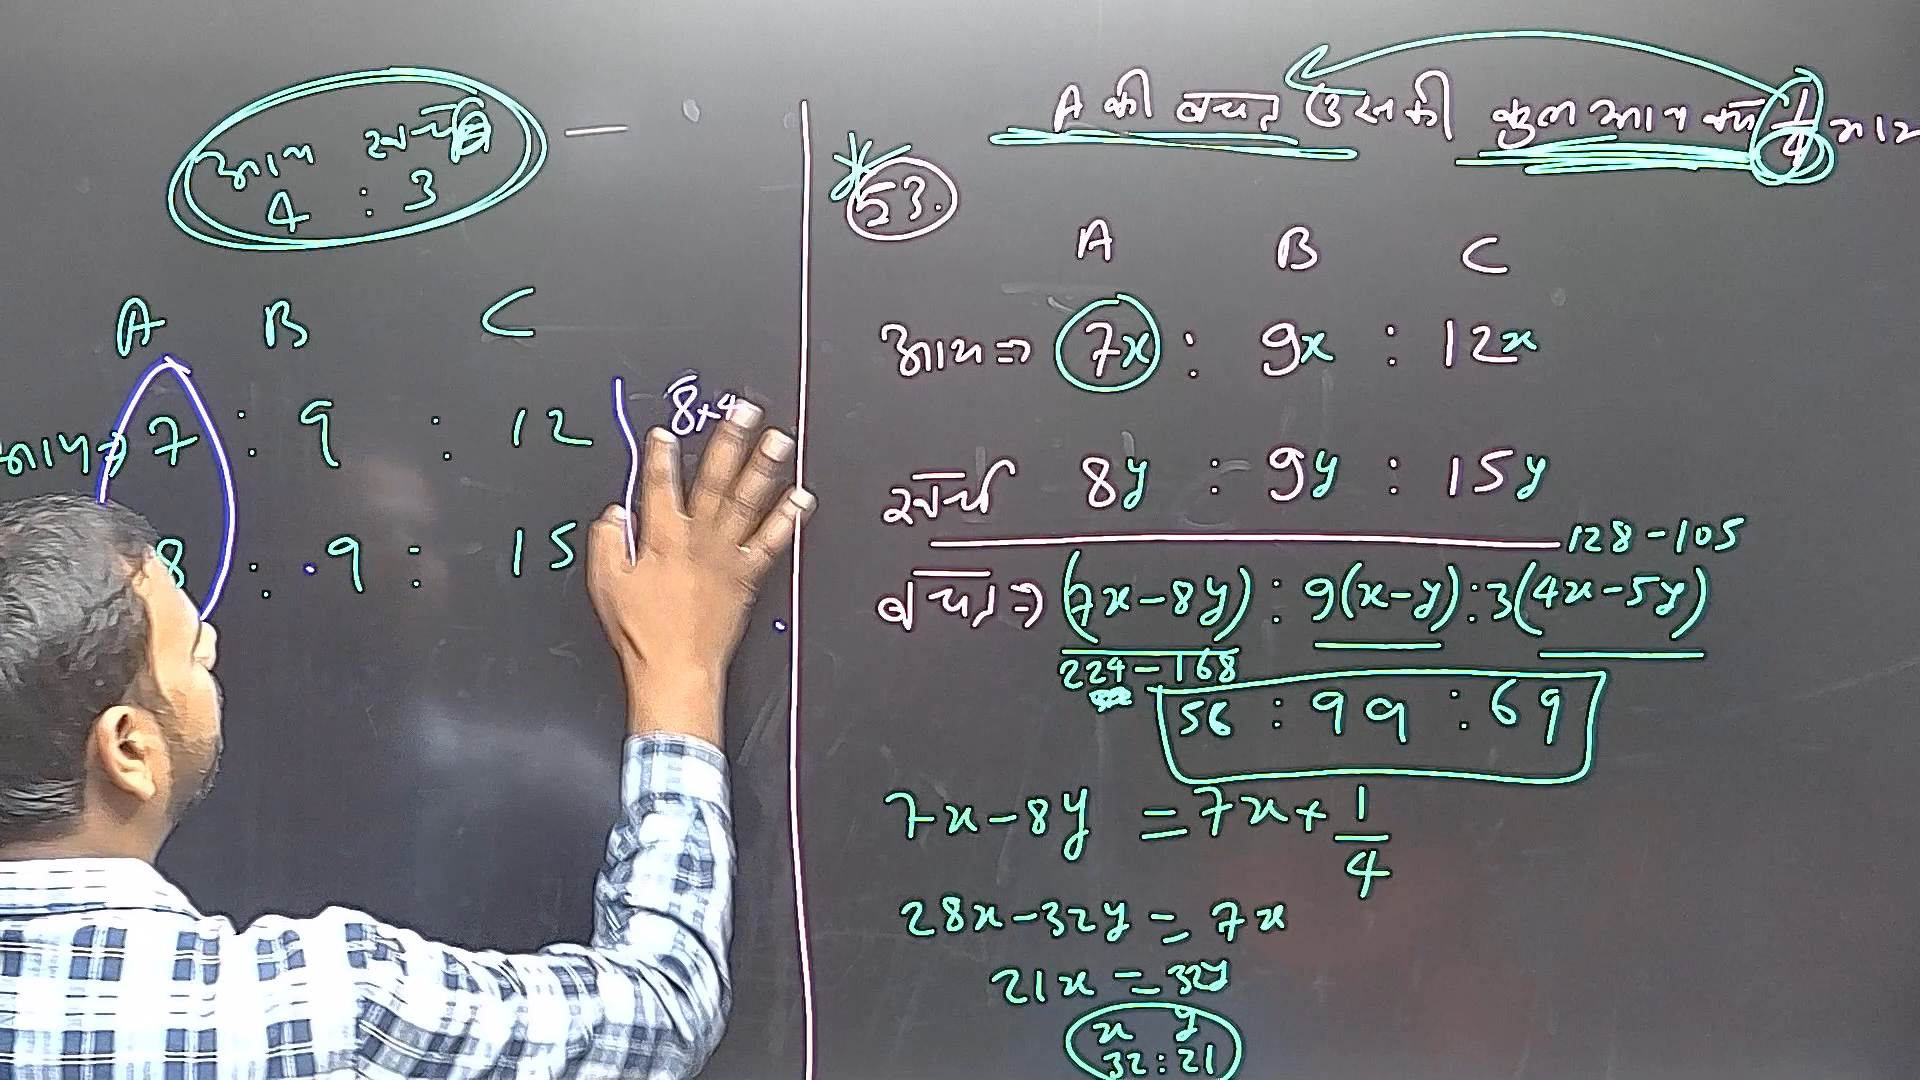 आय खर्च
4 : 3
A B C
आय⇒ 7 : 9 : 12
8 : 9 : 15
8×4
A की बचत उसकी कुल आय का 1/4
53.
A B C
आय⇒ 7x : 9x : 12x
खर्च 8y : 9y : 15y
128-105
बचत⇒ (7x-8y) : 9(x-y) : 3(4x-5y)
224-168
56 : 99 : 69
7x-8y = 7x × 1/4
28x-32y = 7x
21x = 32y
x y
32 : 21